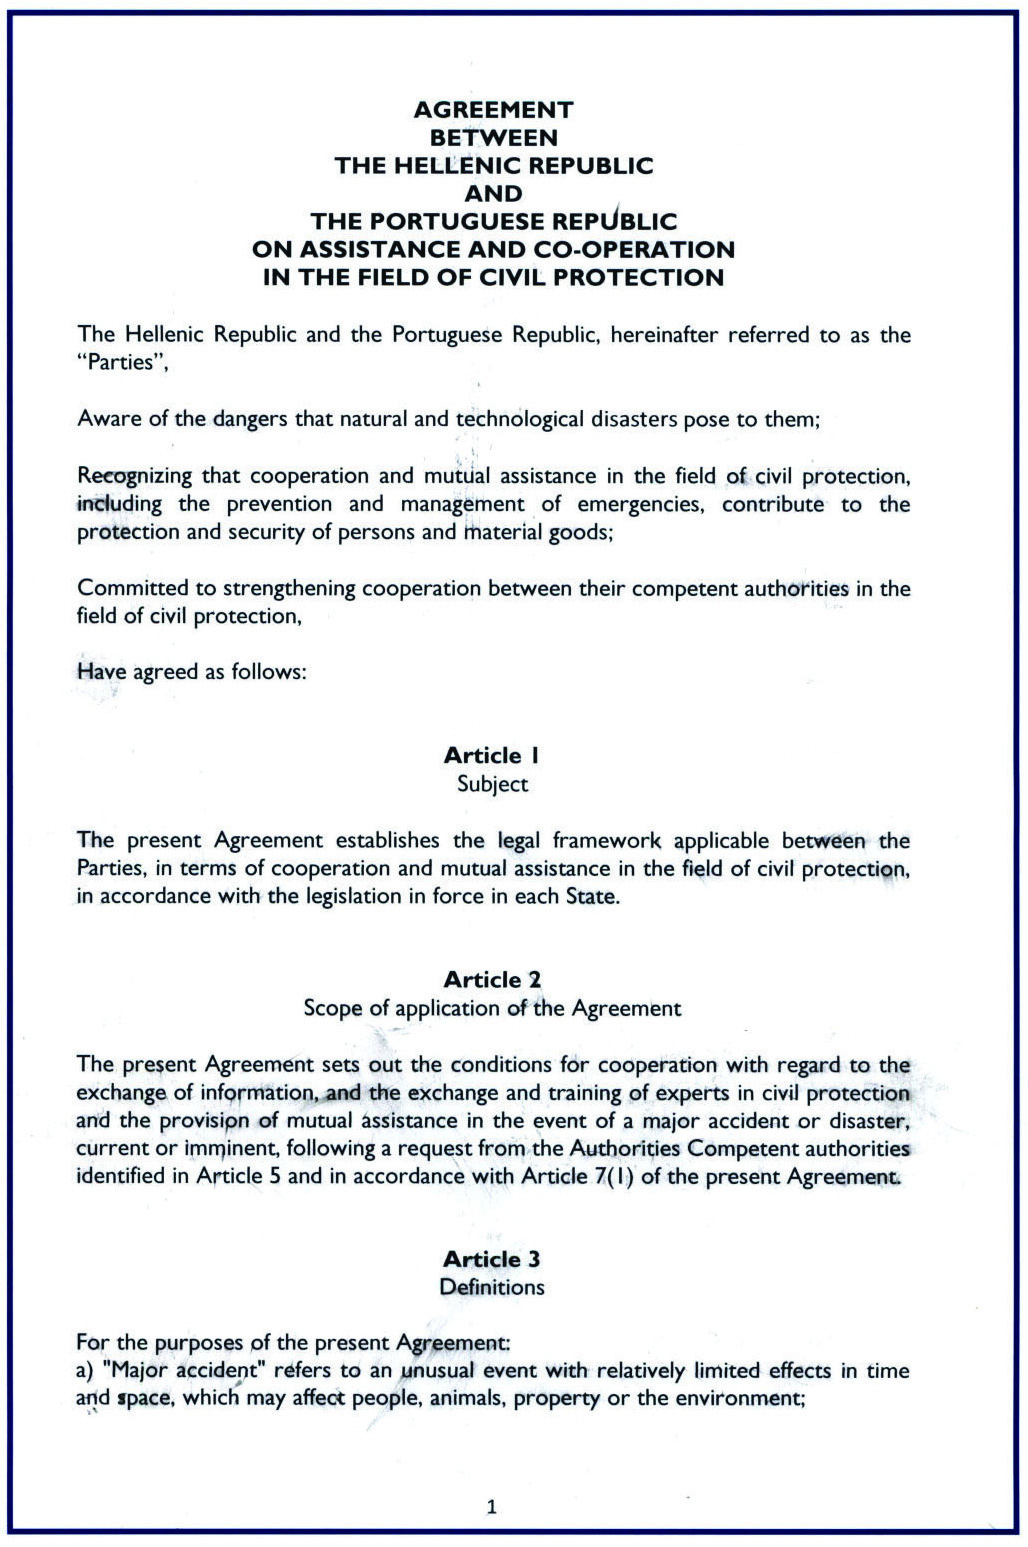 AGREEMENT
BETWEEN
THE HELLENIC REPUBLIC
AND
THE PORTUGUESE REPUBLIC
ON ASSISTANCE AND CO-OPERATION
IN THE FIELD OF CIVIL PROTECTION
The Hellenic Republic and the Portuguese Republic, hereinafter referred to as the
“Parties”,
Aware of the dangers that natural and technological disasters pose to them;
Recognizing that cooperation and mutual assistance in the field of civil protection,
including the prevention and management of emergencies, contribute to the
protection and security of persons and material goods;
Committed to strengthening cooperation between their competent authorities in the
field of civil protection,
Have agreed as follows:
Article 1
Subject
The present Agreement establishes the legal framework applicable between the
Parties, in terms of cooperation and mutual assistance in the field of civil protection,
in accordance with the legislation in force in each State.
Article 2
Scope of application of the Agreement
The present Agreement sets out the conditions for cooperation with regard to the
exchange of information, and the exchange and training of experts in civil protection
and the provision of mutual assistance in the event of a major accident or disaster,
current or imminent, following a request from the Authorities Competent authorities
identified in Article 5 and in accordance with Article 7(1) of the present Agreement.
Article 3
Definitions
For the purposes of the present Agreement:
a) "Major accident" refers to an unusual event with relatively limited effects in time
and space, which may affect people, animals, property or the environment;
1